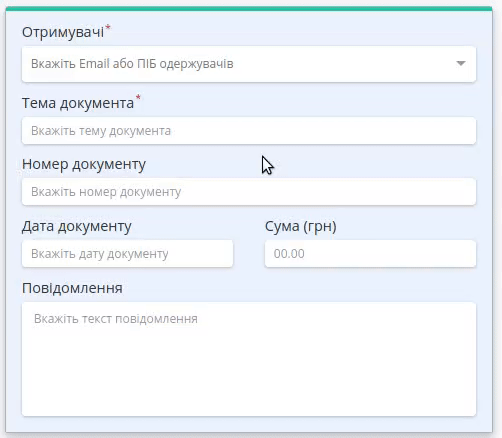 Отримувачі*
Вкажіть Email або ПІБ одержувачів
Тема документа*
Вкажіть тему документа
Номер документу
Вкажіть номер документу
Дата документу
Сума (грн)
Вкажіть дату документу
00.00
Повідомлення
Вкажіть текст повідомлення